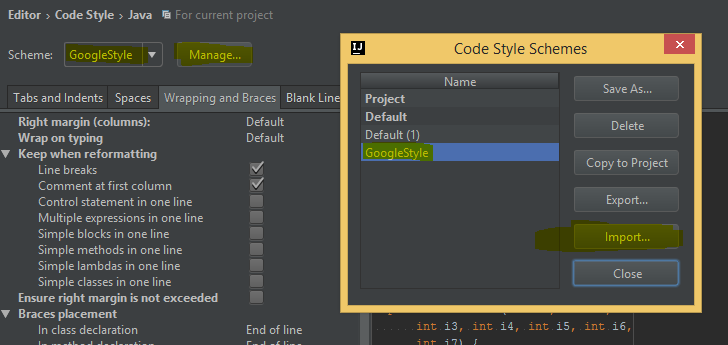 Editor › Code Style › Java For current project
Scheme: GoogleStyle Manage...
Tabs and Indents Spaces Wrapping and Braces Blank Line
Right margin (columns): Default
Wrap on typing Default
Keep when reformatting
Line breaks
Comment at first column
Control statement in one line
Multiple expressions in one line
Simple blocks in one line
Simple methods in one line
Simple lambdas in one line
Simple classes in one line
Ensure right margin is not exceeded
Braces placement
In class declaration End of line
In method declaration End of line
IJ
Code Style Schemes
Name
Project
Default
Default (1)
GoogleStyle
Save As...
Delete
Copy to Project
Export...
Import...
Close
int i3, int i4, int i5, int i6,
int i7) {